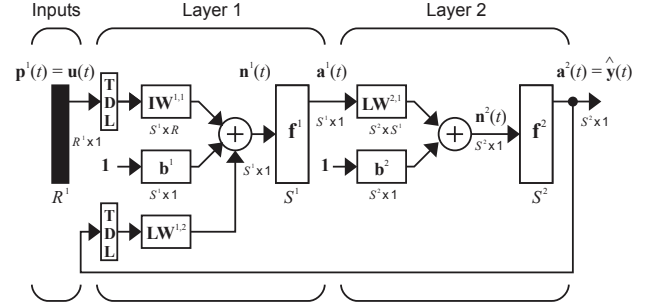 Inputs Layer 1 Layer 2
p¹(t) = u(t) n¹(t) a¹(t) a²(t) = ŷ(t)
TDL IW¹,¹ f¹ LW²,¹ n²(t) f²
R¹ x 1 S¹ x R S¹ x 1 S² x S¹ S² x 1 S² x 1
1 b¹ S¹ x 1 1 b²
R¹ S¹ x 1 S¹ S² x 1 S²
TDL LW¹,²